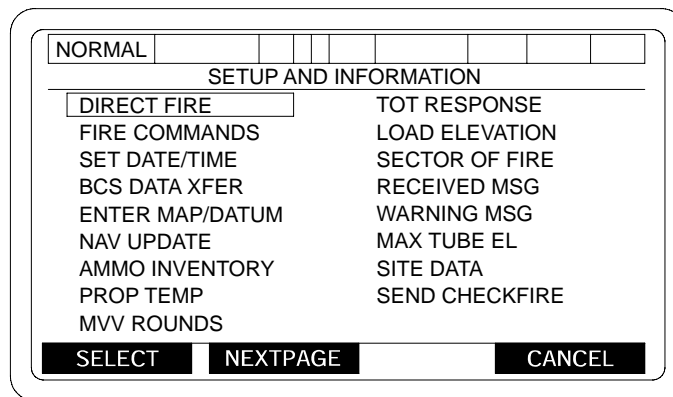 NORMAL
SETUP AND INFORMATION
DIRECT FIRE
FIRE COMMANDS
SET DATE/TIME
BCS DATA XFER
ENTER MAP/DATUM
NAV UPDATE
AMMO INVENTORY
PROP TEMP
MVV ROUNDS
TOT RESPONSE
LOAD ELEVATION
SECTOR OF FIRE
RECEIVED MSG
WARNING MSG
MAX TUBE EL
SITE DATA
SEND CHECKFIRE
SELECT NEXTPAGE CANCEL